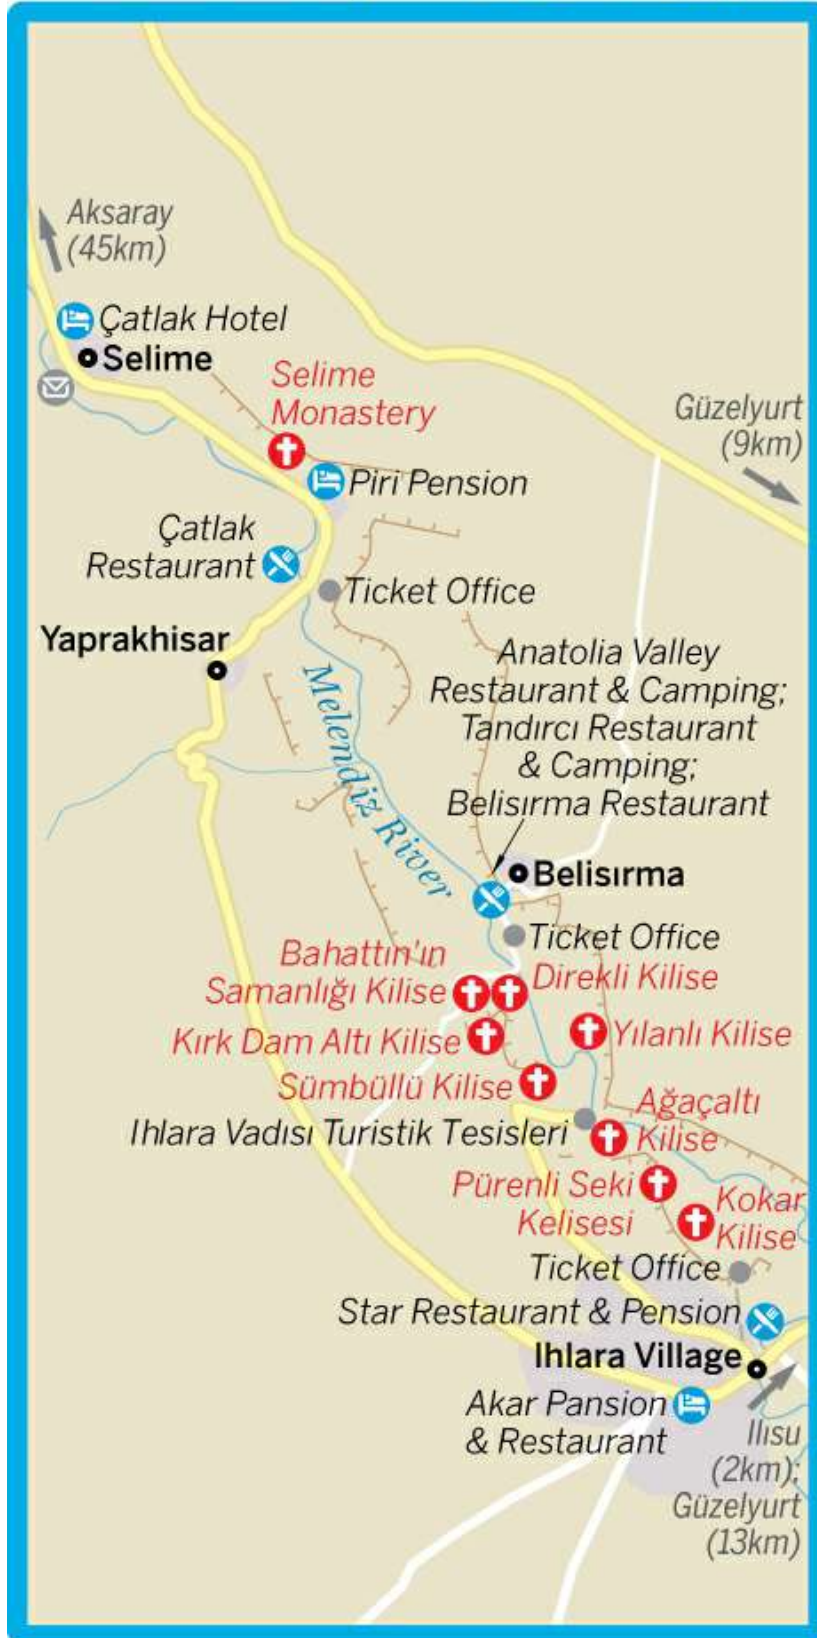 Aksaray
(45km)
Çatlak Hotel
Selime
Selime
Monastery
Güzelyurt
(9km)
Piri Pension
Çatlak
Restaurant
Ticket Office
Yaprakhisar
Anatolia Valley
Restaurant & Camping;
Tandırcı Restaurant
& Camping;
Belisırma Restaurant
Melendiz River
Belisırma
Ticket Office
Bahattın'ın
Samanlığı Kilise
Direkli Kilise
Kırk Dam Altı Kilise
Yılanlı Kilise
Sümbüllü Kilise
Ağaçaltı
Kilise
Ihlara Vadısı Turistik Tesisleri
Pürenli Seki
Kelisesi
Kokar
Kilise
Ticket Office
Star Restaurant & Pension
Ihlara Village
Akar Pansion
& Restaurant
Ilısu
(2km);
Güzelyurt
(13km)